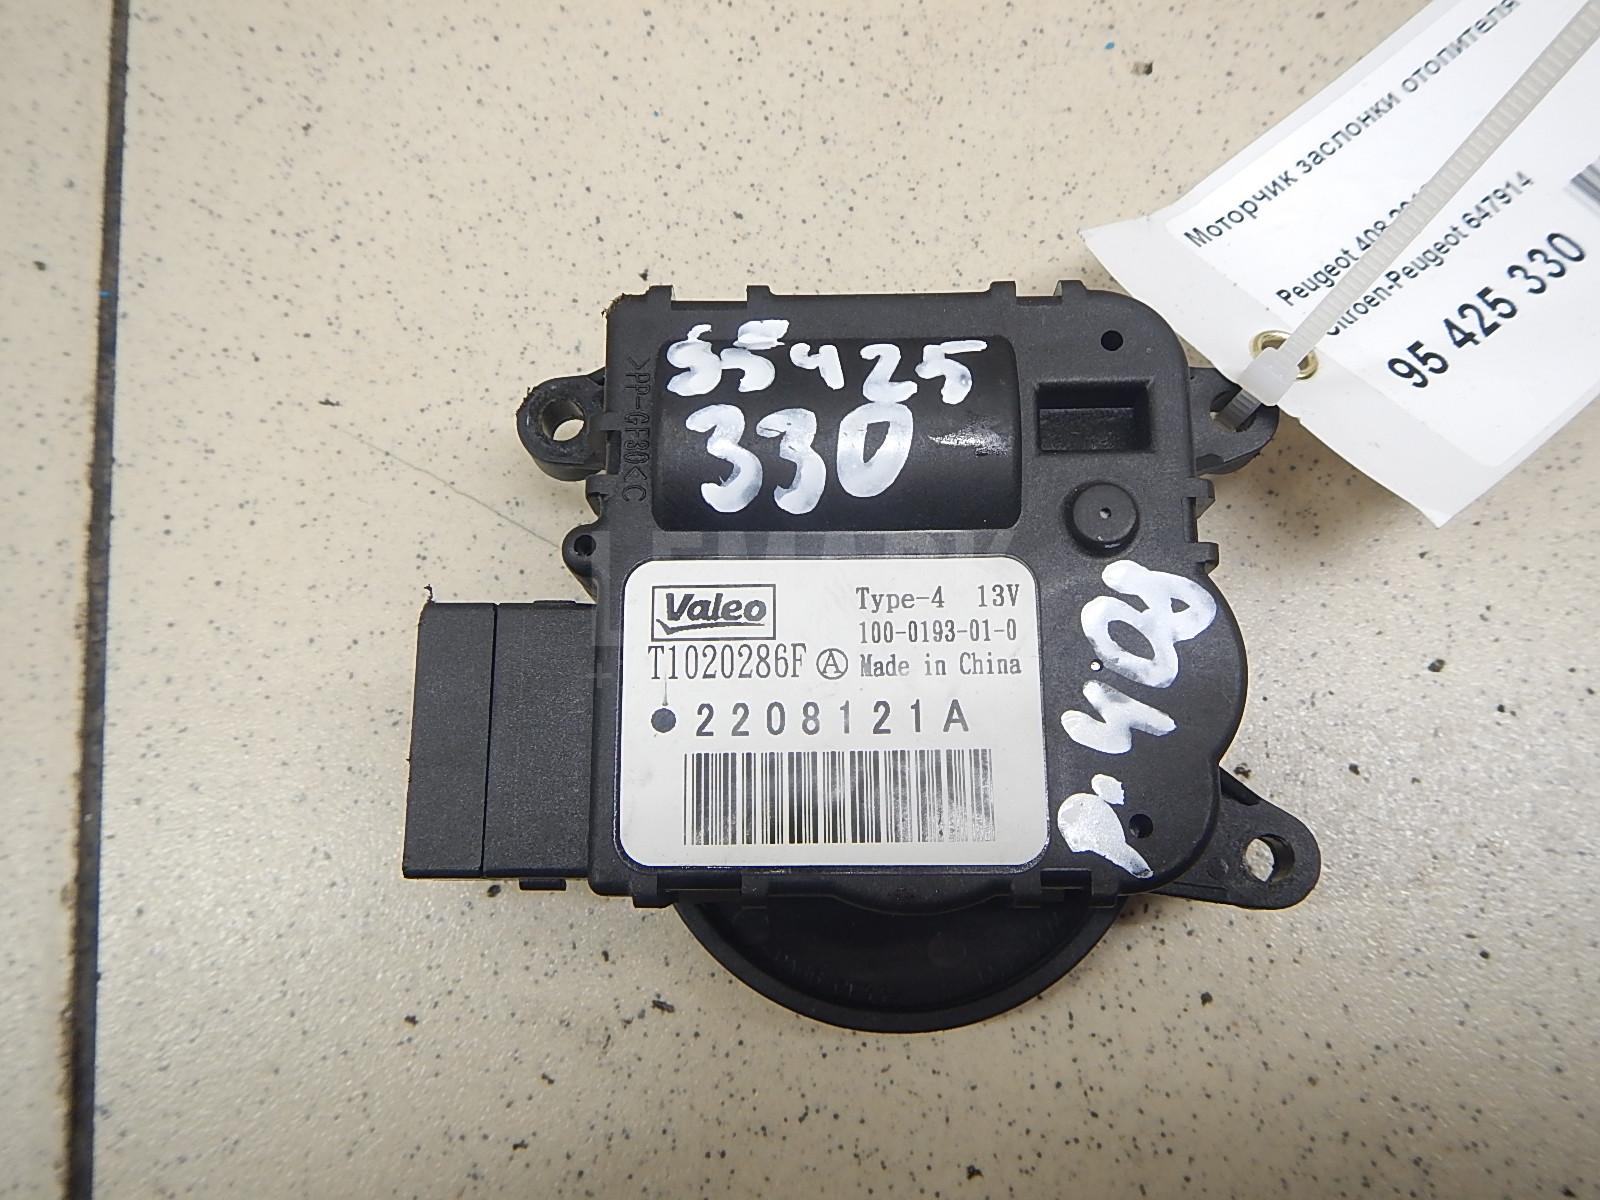 Моторчик заслонки отопителя
Peugeot 408
Citroen-Peugeot 647914
95 425 330
>PP-GF30<C
95425
330
Valeo
Type-4 13V
100-0193-01-0
T1020286F Ⓐ Made in China
2208121A
408